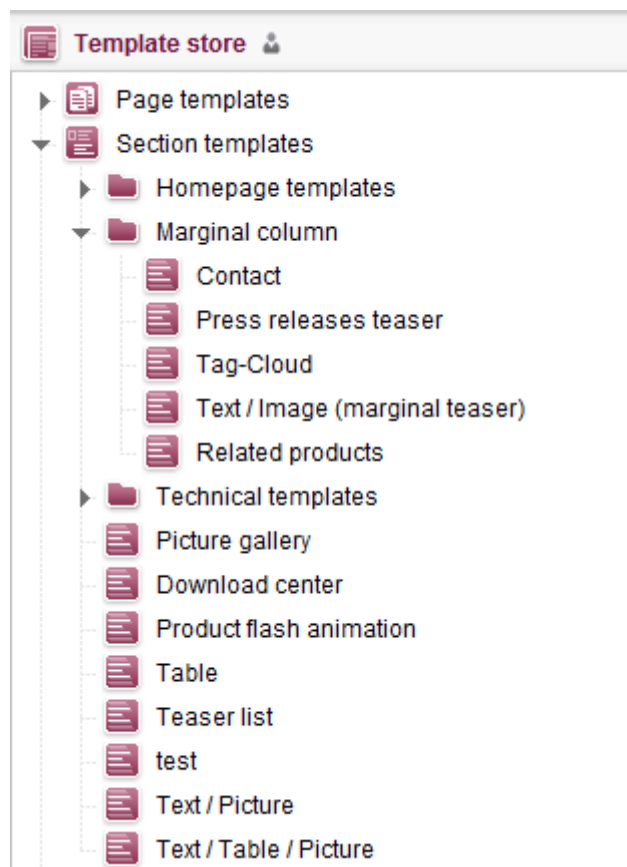 Template store
Page templates
Section templates
Homepage templates
Marginal column
Contact
Press releases teaser
Tag-Cloud
Text / Image (marginal teaser)
Related products
Technical templates
Picture gallery
Download center
Product flash animation
Table
Teaser list
test
Text / Picture
Text / Table / Picture